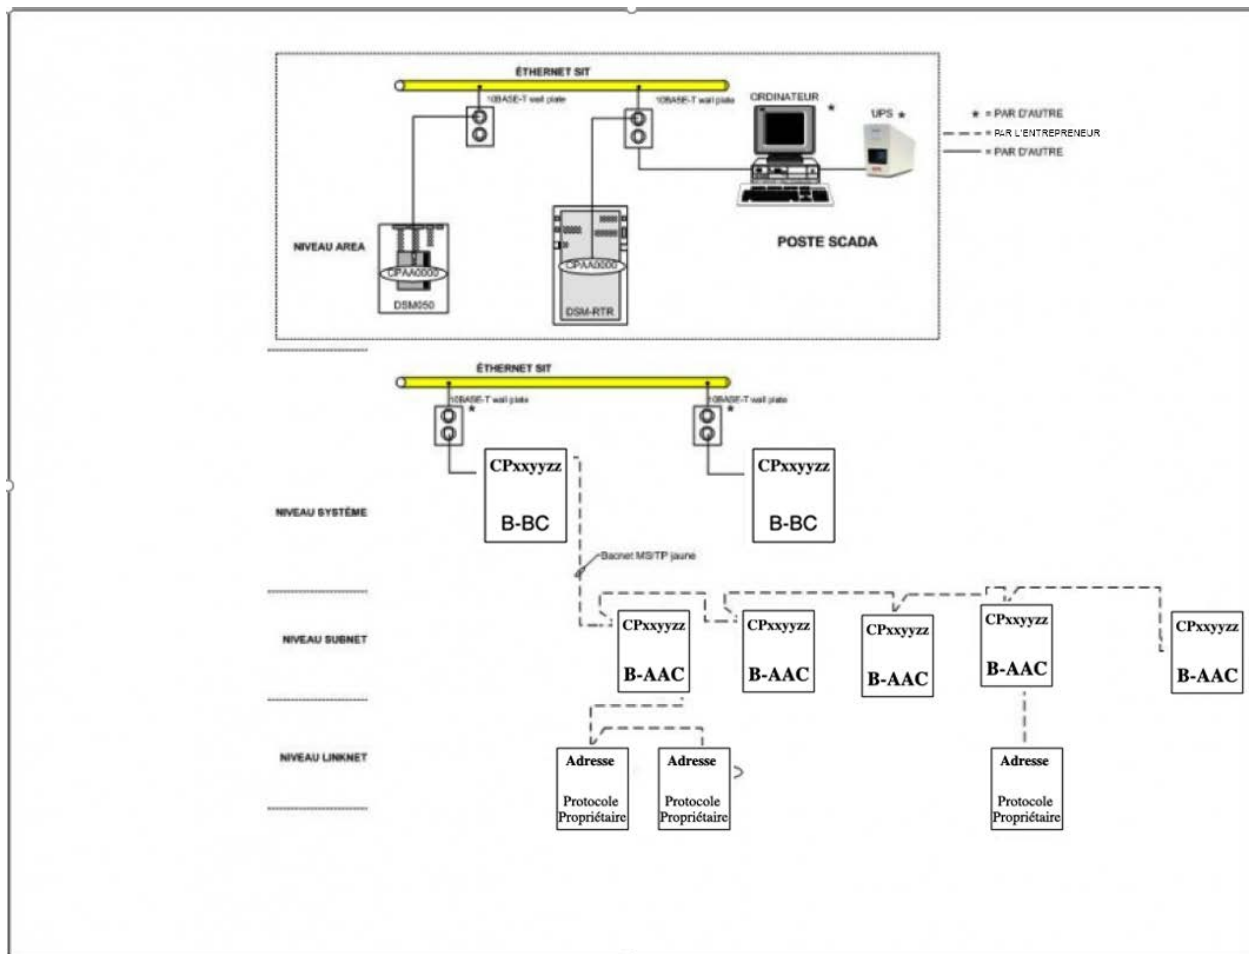 ÉTHERNET SIT
10BASE-T wall plate
10BASE-T wall plate
ORDINATEUR *
UPS *
* = PAR D'AUTRE
= PAR L'ENTREPRENEUR
= PAR D'AUTRE
NIVEAU AREA
CPAA0000
DSM050
CPAA0000
DSM-RTR
POSTE SCADA
ÉTHERNET SIT
10BASE-T wall plate *
10BASE-T wall plate *
NIVEAU SYSTÈME
CPxxyyzz
B-BC
CPxxyyzz
B-BC
Bacnet MS/TP jaune
NIVEAU SUBNET
CPxxyyzz
B-AAC
CPxxyyzz
B-AAC
CPxxyyzz
B-AAC
CPxxyyzz
B-AAC
CPxxyyzz
B-AAC
NIVEAU LINKNET
Adresse
Protocole
Propriétaire
Adresse
Protocole
Propriétaire
Adresse
Protocole
Propriétaire